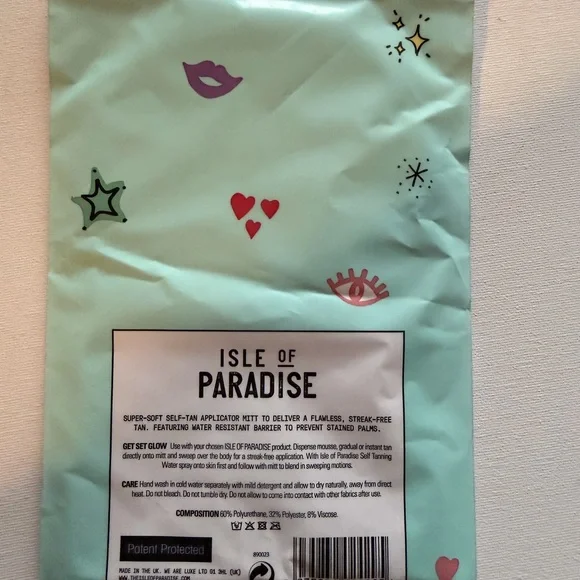 ISLE OF
PARADISE
SUPER-SOFT SELF-TAN APPLICATOR MITT TO DELIVER A FLAWLESS, STREAK-FREE
TAN. FEATURING WATER RESISTANT BARRIER TO PREVENT STAINED PALMS.
GET SET GLOW Use with your chosen ISLE OF PARADISE product. Dispense mousse, gradual or instant tan
directly onto mitt and sweep over the body for a streak-free application. With Isle of Paradise Self Tanning
Water spray onto skin first and follow with mitt to blend in sweeping motions.
CARE Hand wash in cold water separately with mild detergent and allow to dry naturally, away from direct
heat. Do not bleach. Do not tumble dry. Do not allow to come into contact with other fabrics after use.
COMPOSITION 60% Polyurethane, 32% Polyester, 8% Viscose.
Patent Protected
890023
MADE IN THE UK. WE ARE LUXE LTD O1 3HL (UK)
WWW.THEISLEOFPARADISE.COM